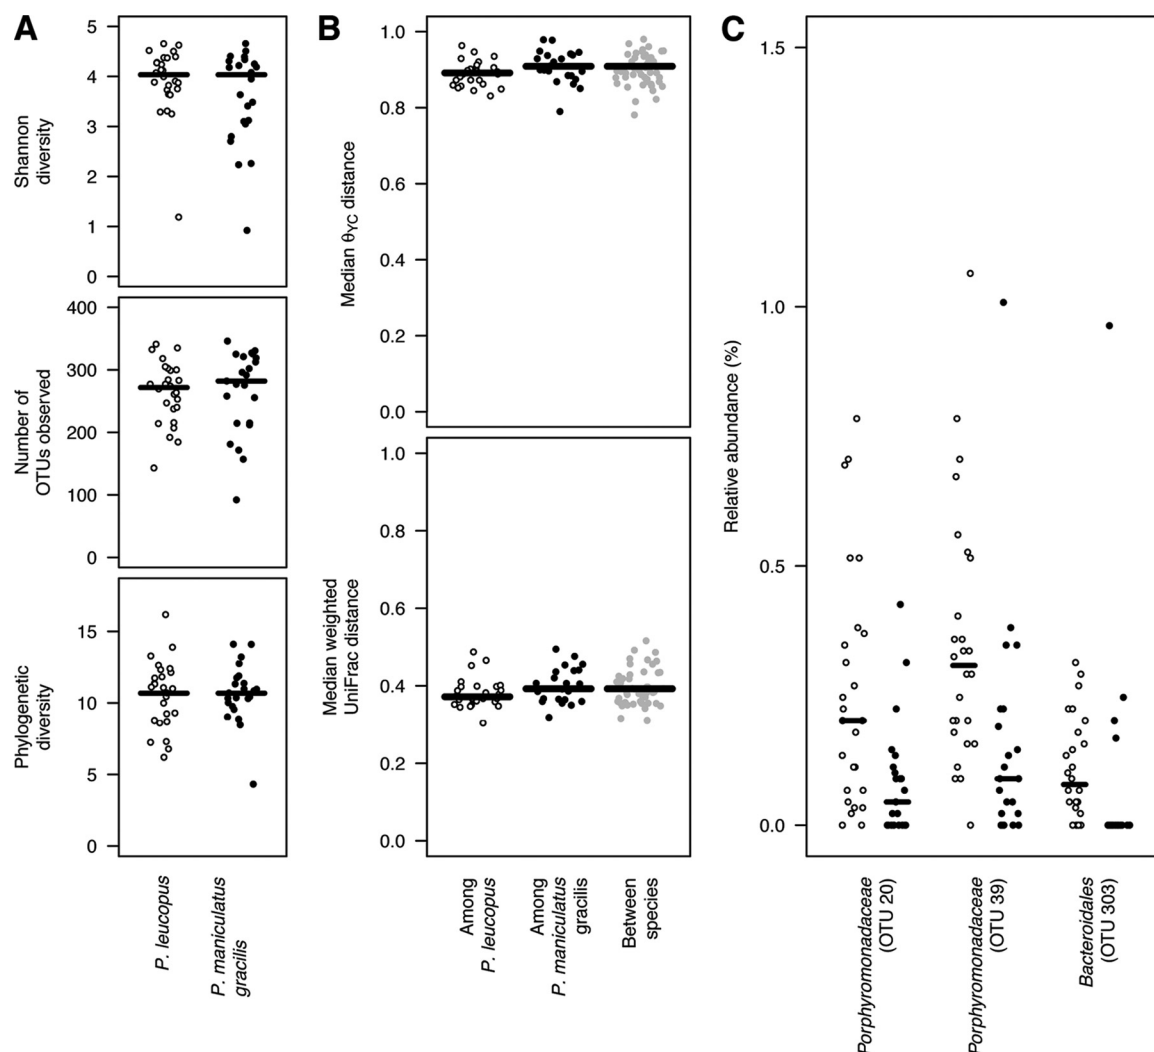 A
Shannon
diversity
5
4
3
2
1
0
Number of
OTUs observed
400
300
200
100
0
Phylogenetic
diversity
15
10
5
0
P. leucopus
P. maniculatus
gracilis
B
Median θYC distance
1.0
0.8
0.6
0.4
0.2
0.0
Median weighted
UniFrac distance
1.0
0.8
0.6
0.4
0.2
0.0
Among
P. leucopus
Among
P. maniculatus
gracilis
Between
species
C
Relative abundance (%)
1.5
1.0
0.5
0.0
Porphyromonadaceae
(OTU 20)
Porphyromonadaceae
(OTU 39)
Bacteroidales
(OTU 303)